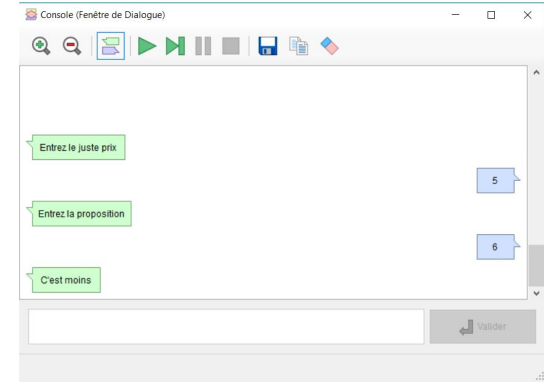 Console (Fenêtre de Dialogue)
Entrez le juste prix
5
Entrez la proposition
6
C'est moins
Valider